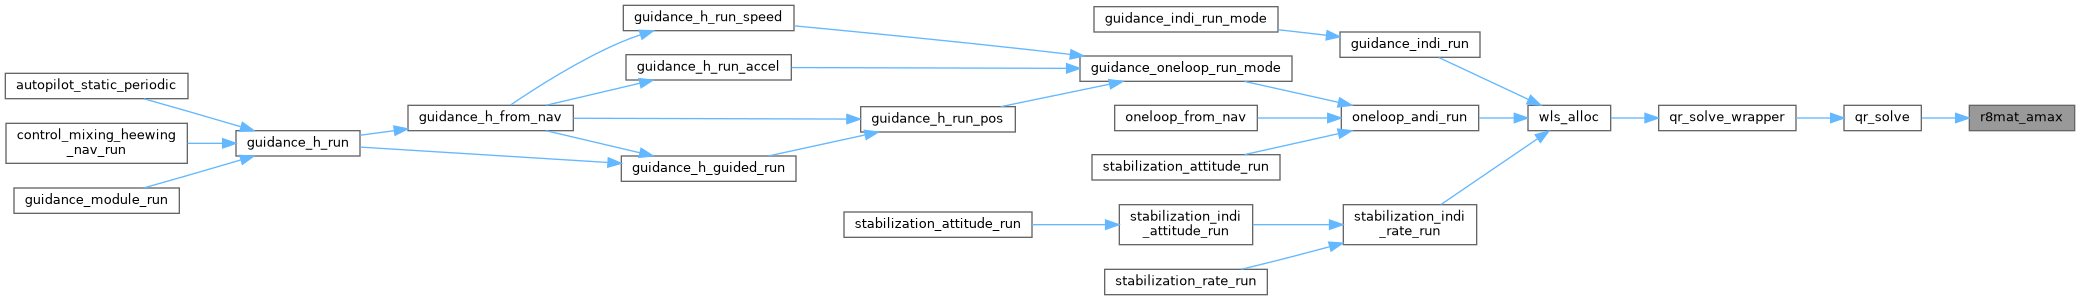 guidance_h_run_speed
guidance_indi_run_mode
guidance_indi_run
guidance_h_run_accel
guidance_oneloop_run_mode
autopilot_static_periodic
guidance_h_from_nav
guidance_h_run_pos
oneloop_from_nav
oneloop_andi_run
wls_alloc
qr_solve_wrapper
qr_solve
r8mat_amax
control_mixing_heewing
_nav_run
guidance_h_run
guidance_h_guided_run
stabilization_attitude_run
guidance_module_run
stabilization_attitude_run
stabilization_indi
_attitude_run
stabilization_indi
_rate_run
stabilization_rate_run